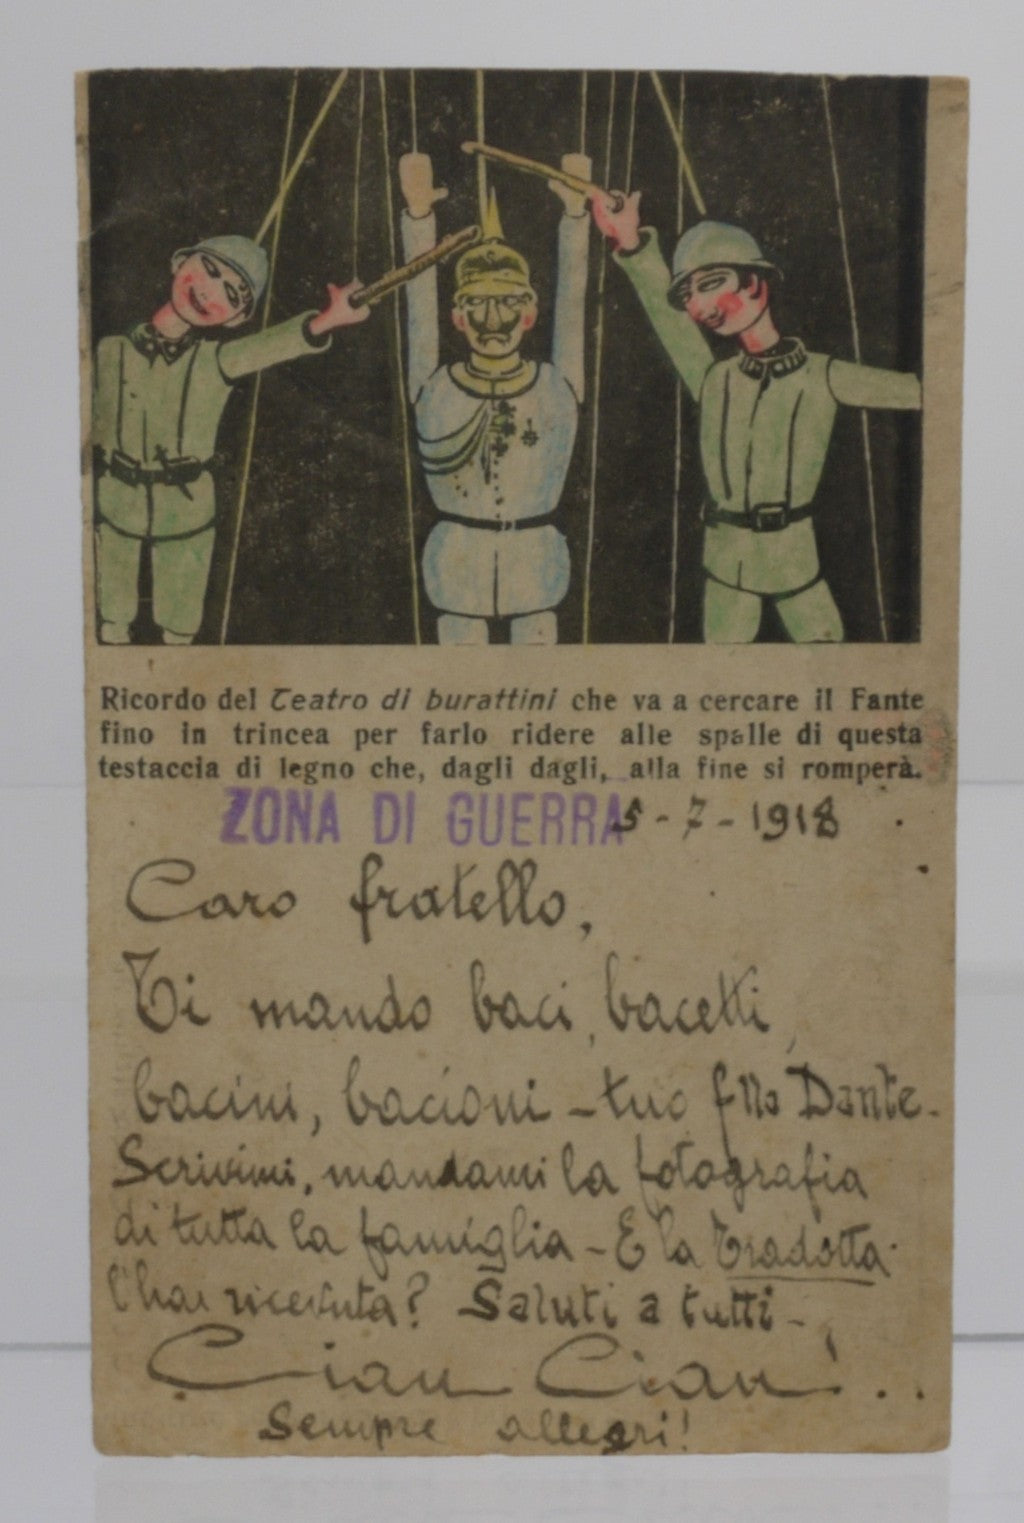 Ricordo del Teatro di burattini che va a cercare il Fante
fino in trincea per farlo ridere alle spalle di questa
testaccia di legno che, dagli dagli, alla fine si romperà.
ZONA DI GUERRA 5 - 7 - 1918
Caro fratello,
Ti mando baci, bacetti,
bacini, bacioni - tuo f llo Dante -
Scrivimi, mandami la fotografia
di tutta la famiglia - E la Tradotta
l'hai ricevuta? Saluti a tutti -
Ciau Ciau! . .
Sempre allegri!